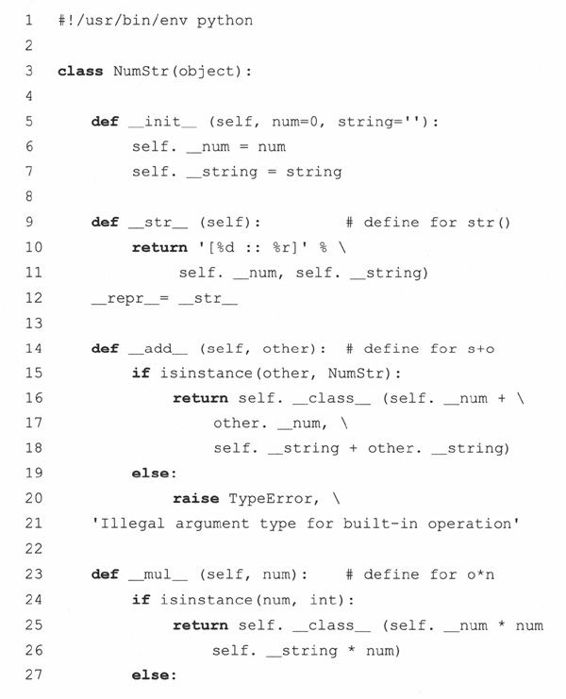 1 #!/usr/bin/env python
2
3 class NumStr(object):
4
5 def __init__ (self, num=0, string=''):
6 self. __num = num
7 self. __string = string
8
9 def __str__ (self): # define for str()
10 return '[%d :: %r]' % \
11 self. __num, self. __string)
12 __repr__= __str__
13
14 def __add__ (self, other): # define for s+o
15 if isinstance(other, NumStr):
16 return self. __class__ (self. __num + \
17 other. __num, \
18 self. __string + other. __string)
19 else:
20 raise TypeError, \
21 'Illegal argument type for built-in operation'
22
23 def __mul__ (self, num): # define for o*n
24 if isinstance(num, int):
25 return self. __class__ (self. __num * num
26 self. __string * num)
27 else: